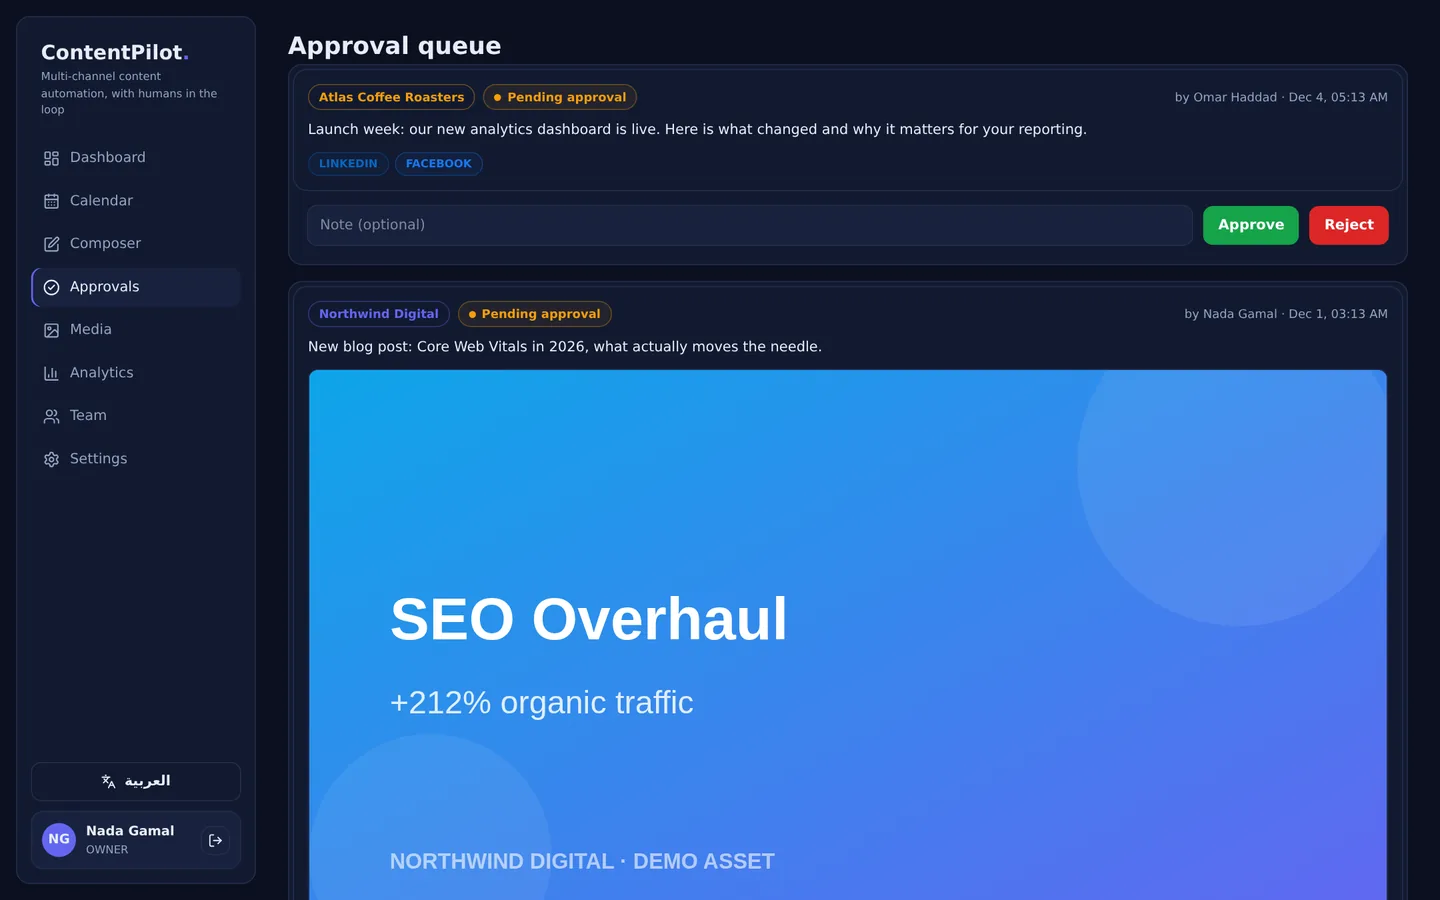 ContentPilot.
Multi-channel content
automation, with humans in the
loop
Dashboard
Calendar
Composer
Approvals
Media
Analytics
Team
Settings
العربية
NG
Nada Gamal
OWNER
Approval queue
Atlas Coffee Roasters
Pending approval
by Omar Haddad · Dec 4, 05:13 AM
Launch week: our new analytics dashboard is live. Here is what changed and why it matters for your reporting.
LINKEDIN
FACEBOOK
Note (optional)
Approve
Reject
Northwind Digital
Pending approval
by Nada Gamal · Dec 1, 03:13 AM
New blog post: Core Web Vitals in 2026, what actually moves the needle.
SEO Overhaul
+212% organic traffic
NORTHWIND DIGITAL · DEMO ASSET